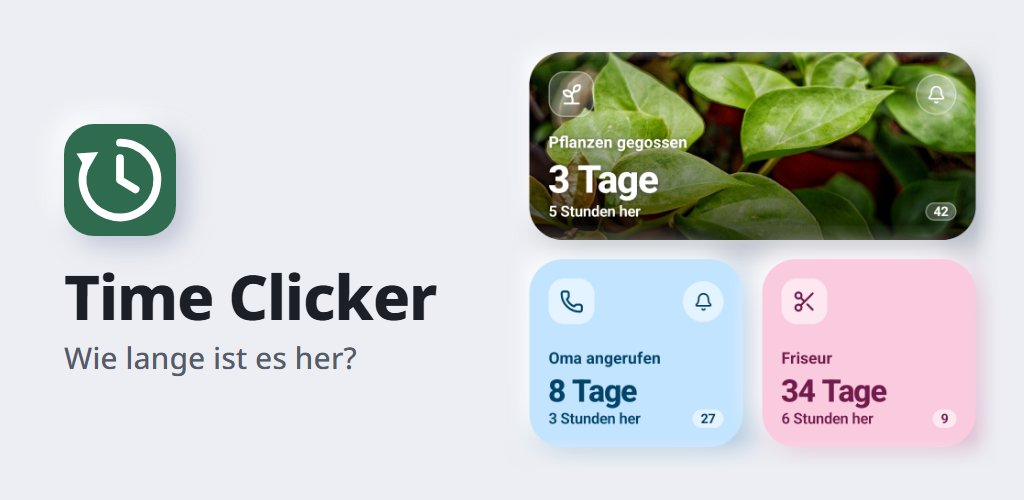 Time Clicker
Wie lange ist es her?
Pflanzen gegossen
3 Tage
5 Stunden her
42
Oma angerufen
8 Tage
3 Stunden her
27
Friseur
34 Tage
6 Stunden her
9